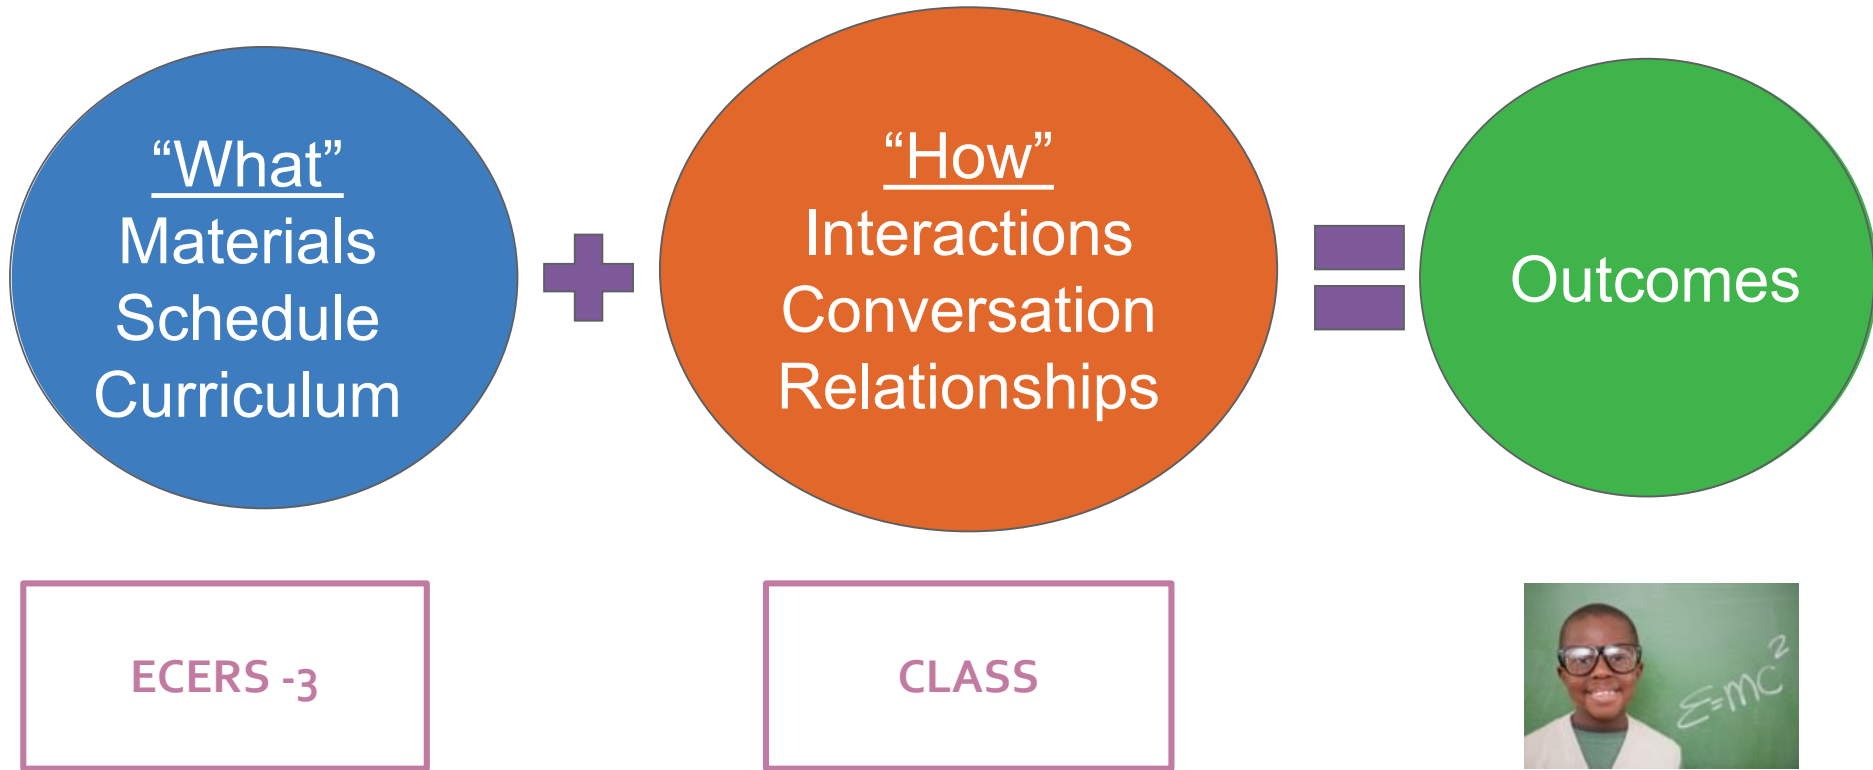 “What”
Materials
Schedule
Curriculum
“How”
Interactions
Conversation
Relationships
Outcomes
ECERS -3
CLASS
E=mc²